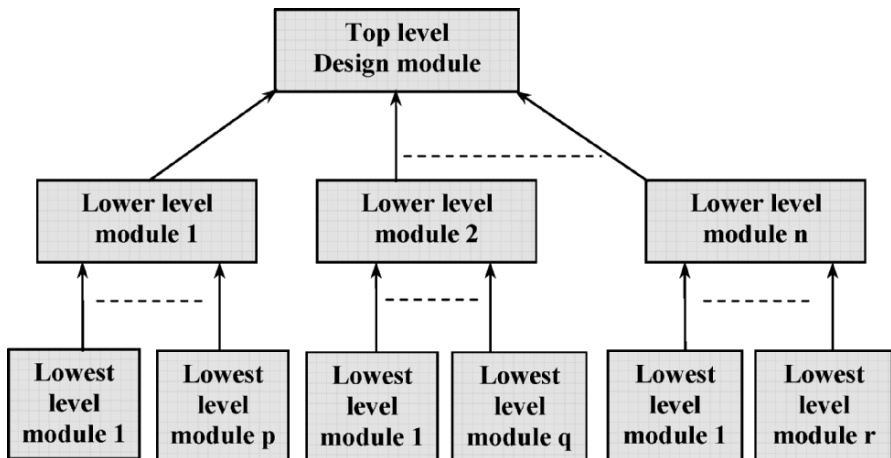 Top level
Design module
Lower level
module 1
Lower level
module 2
Lower level
module n
Lowest
level
module 1
Lowest
level
module p
Lowest
level
module 1
Lowest
level
module q
Lowest
level
module 1
Lowest
level
module r